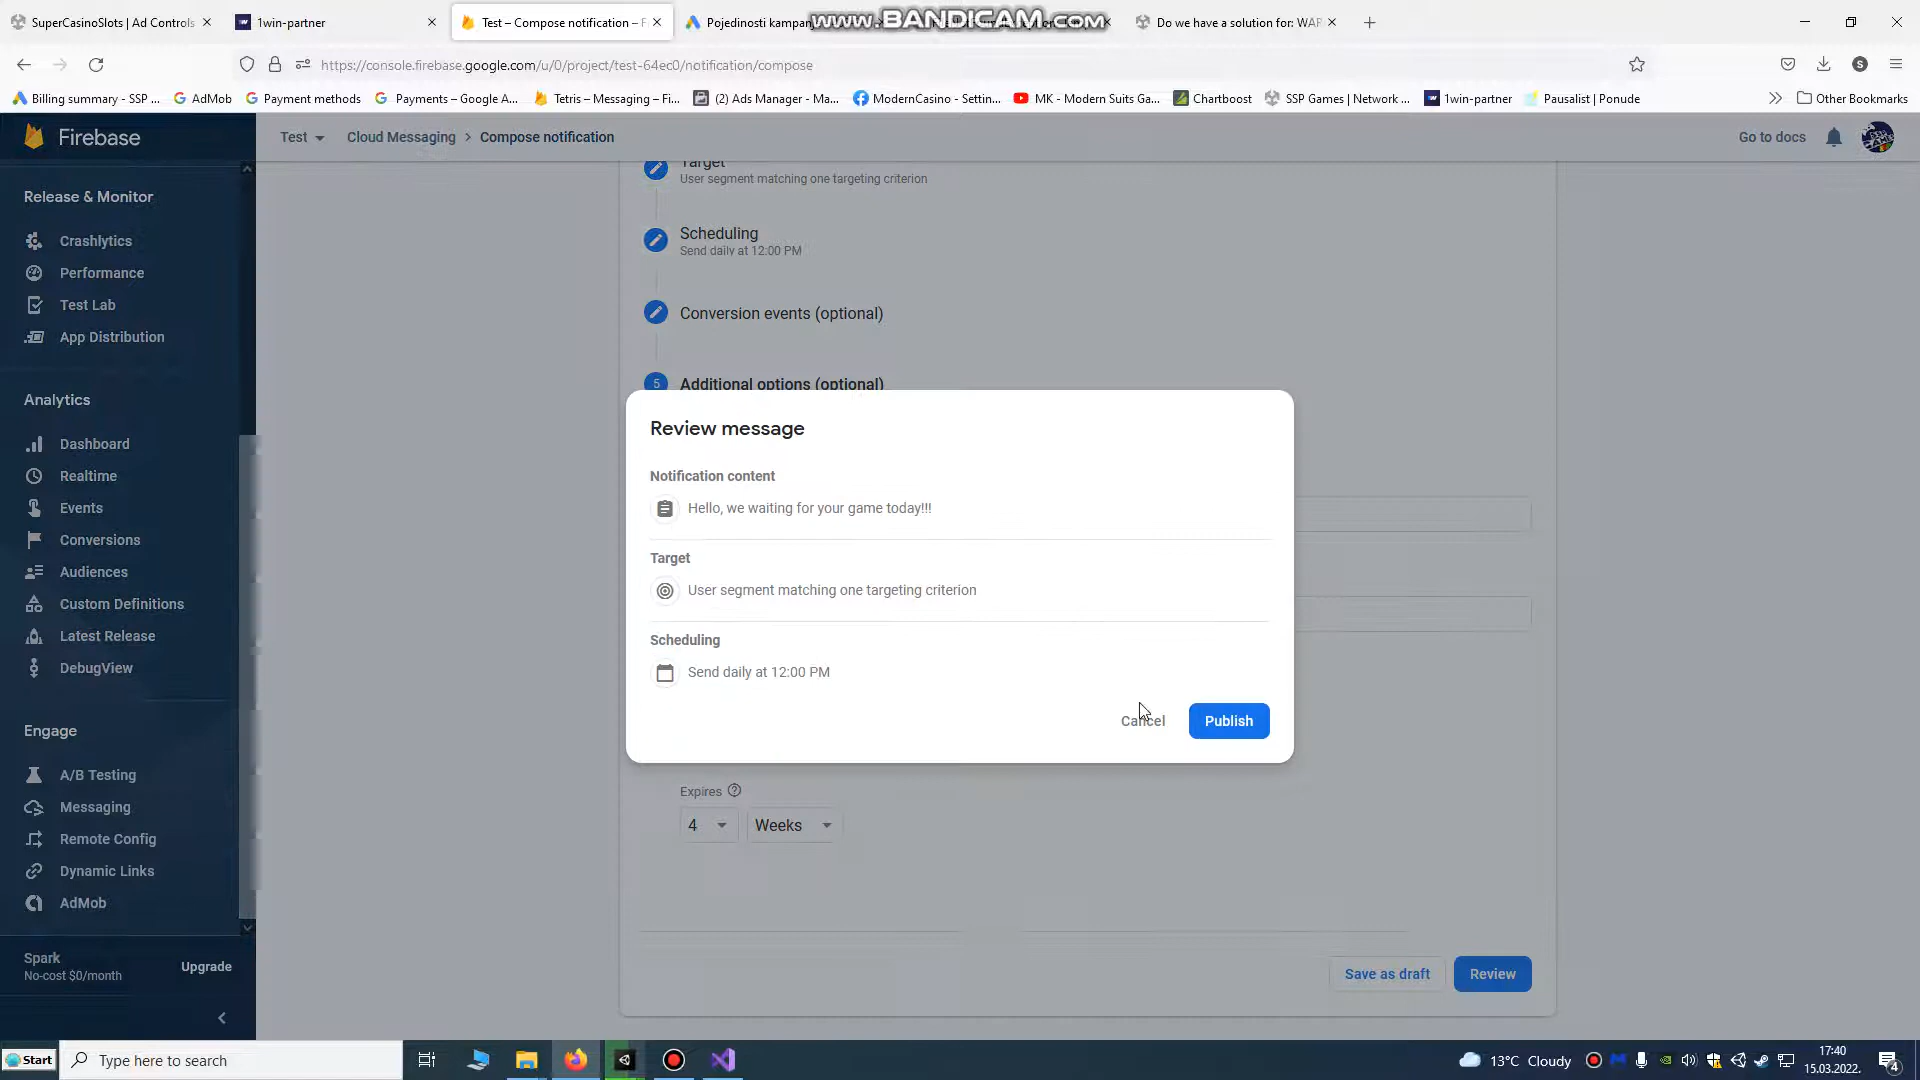 SuperCasinoSlots | Ad Controls
1win-partner
Test – Compose notification –
Pojedinosti kampanj
www.BANDICAM.com
Do we have a solution for: WAR
https://console.firebase.google.com/u/0/project/test-64ec0/notification/compose
Billing summary - SSP ...
AdMob
Payment methods
Payments – Google A...
Tetris – Messaging – Fi...
(2) Ads Manager - Ma...
ModernCasino - Settin...
MK - Modern Suits Ga...
Chartboost
SSP Games | Network ...
1win-partner
Pausalist | Ponude
Other Bookmarks
Firebase
Test
Cloud Messaging > Compose notification
Go to docs
Release & Monitor
Crashlytics
Performance
Test Lab
App Distribution
Analytics
Dashboard
Realtime
Events
Conversions
Audiences
Custom Definitions
Latest Release
DebugView
Engage
A/B Testing
Messaging
Remote Config
Dynamic Links
AdMob
Spark
No-cost $0/month
Upgrade
Target
User segment matching one targeting criterion
Scheduling
Send daily at 12:00 PM
Conversion events (optional)
5 Additional options (optional)
Review message
Notification content
Hello, we waiting for your game today!!!
Target
User segment matching one targeting criterion
Scheduling
Send daily at 12:00 PM
Cancel
Publish
Expires
4
Weeks
Save as draft
Review
Start
Type here to search
13°C Cloudy
17:40
15.03.2022.
4